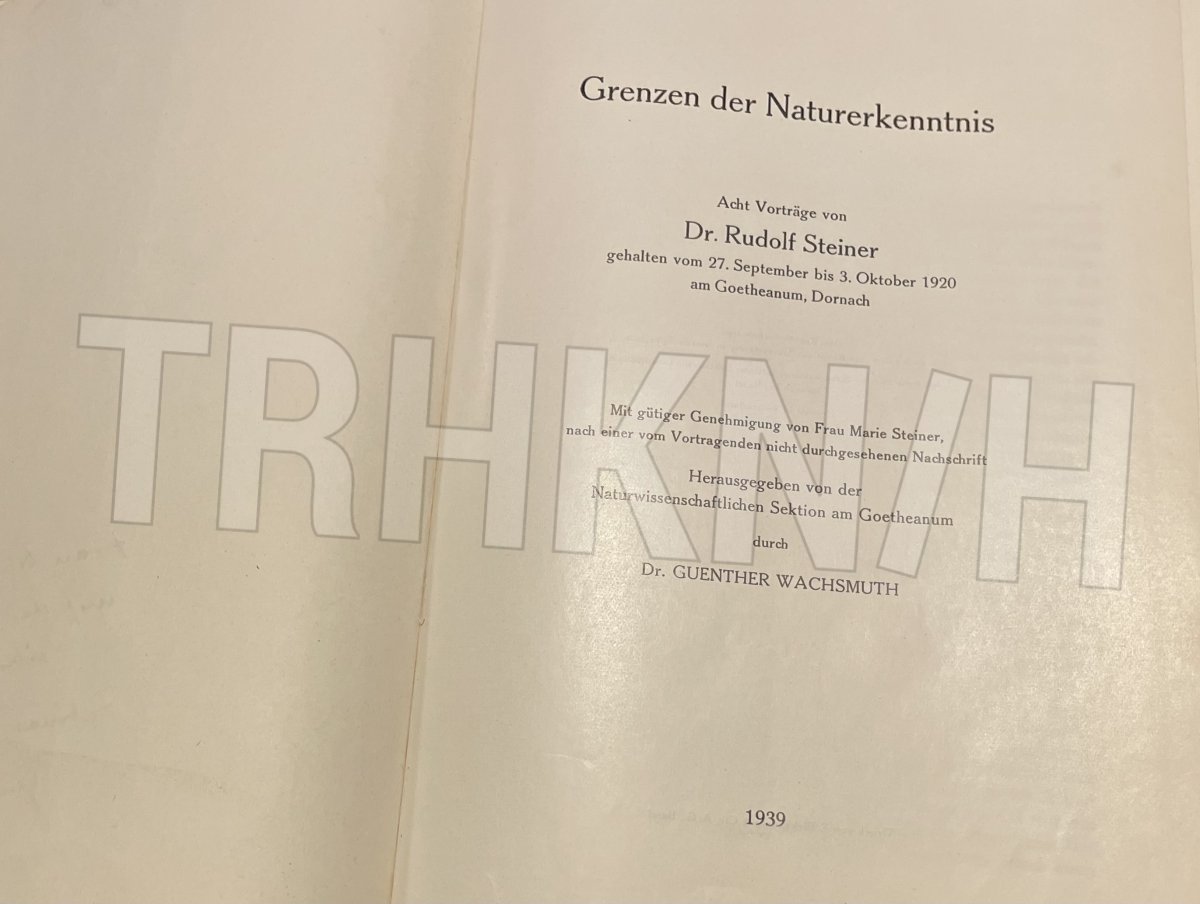 Grenzen der Naturerkenntnis
Acht Vorträge von
Dr. Rudolf Steiner
gehalten vom 27. September bis 3. Oktober 1920
am Goetheanum, Dornach
TRHKN/H
Mit gütiger Genehmigung von Frau Marie Steiner,
nach einer vom Vortragenden nicht durchgesehenen Nachschrift
Herausgegeben von der
Naturwissenschaftlichen Sektion am Goetheanum
durch
Dr. GUENTHER WACHSMUTH
1939